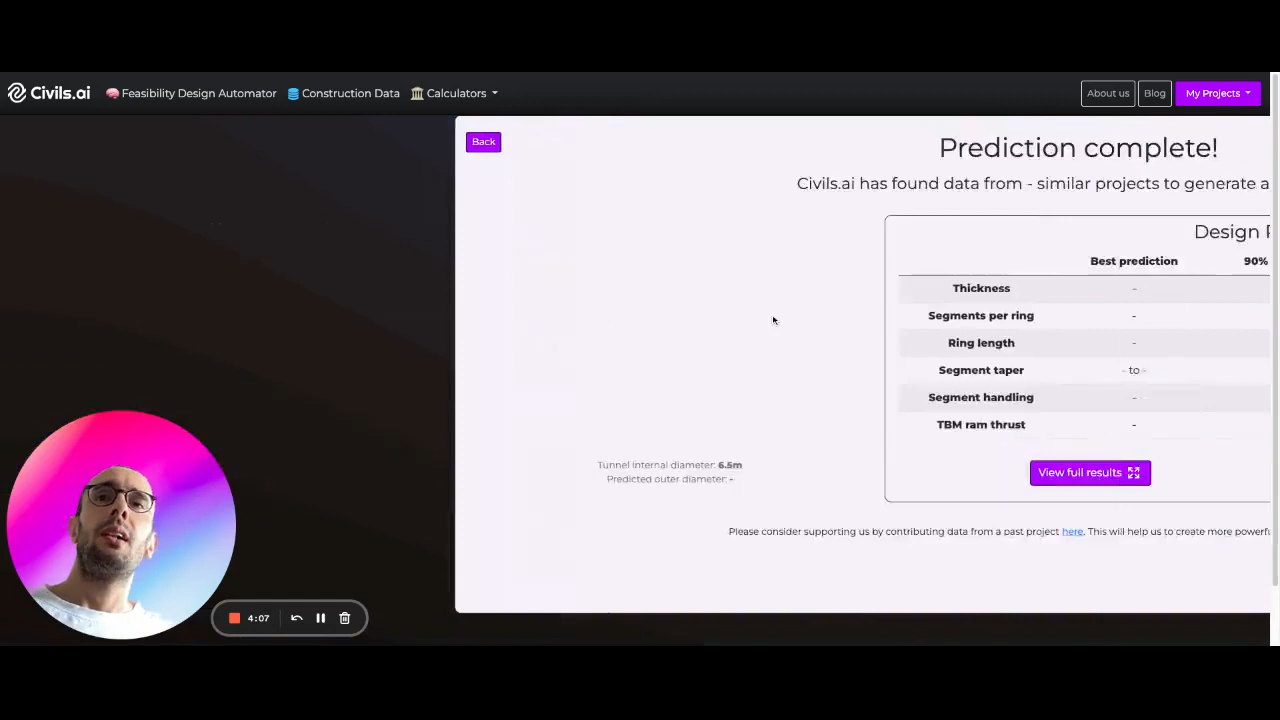 Civils.ai Feasibility Design Automator Construction Data Calculators About us Blog My Projects
Back
Prediction complete!
Civils.ai has found data from - similar projects to generate a
Design
Best prediction 90%
Thickness -
Segments per ring -
Ring length -
Segment taper - to -
Segment handling -
TBM ram thrust -
Tunnel internal diameter: 6.5m
Predicted outer diameter: -
View full results
Please consider supporting us by contributing data from a past project here. This will help us to create more
4:07